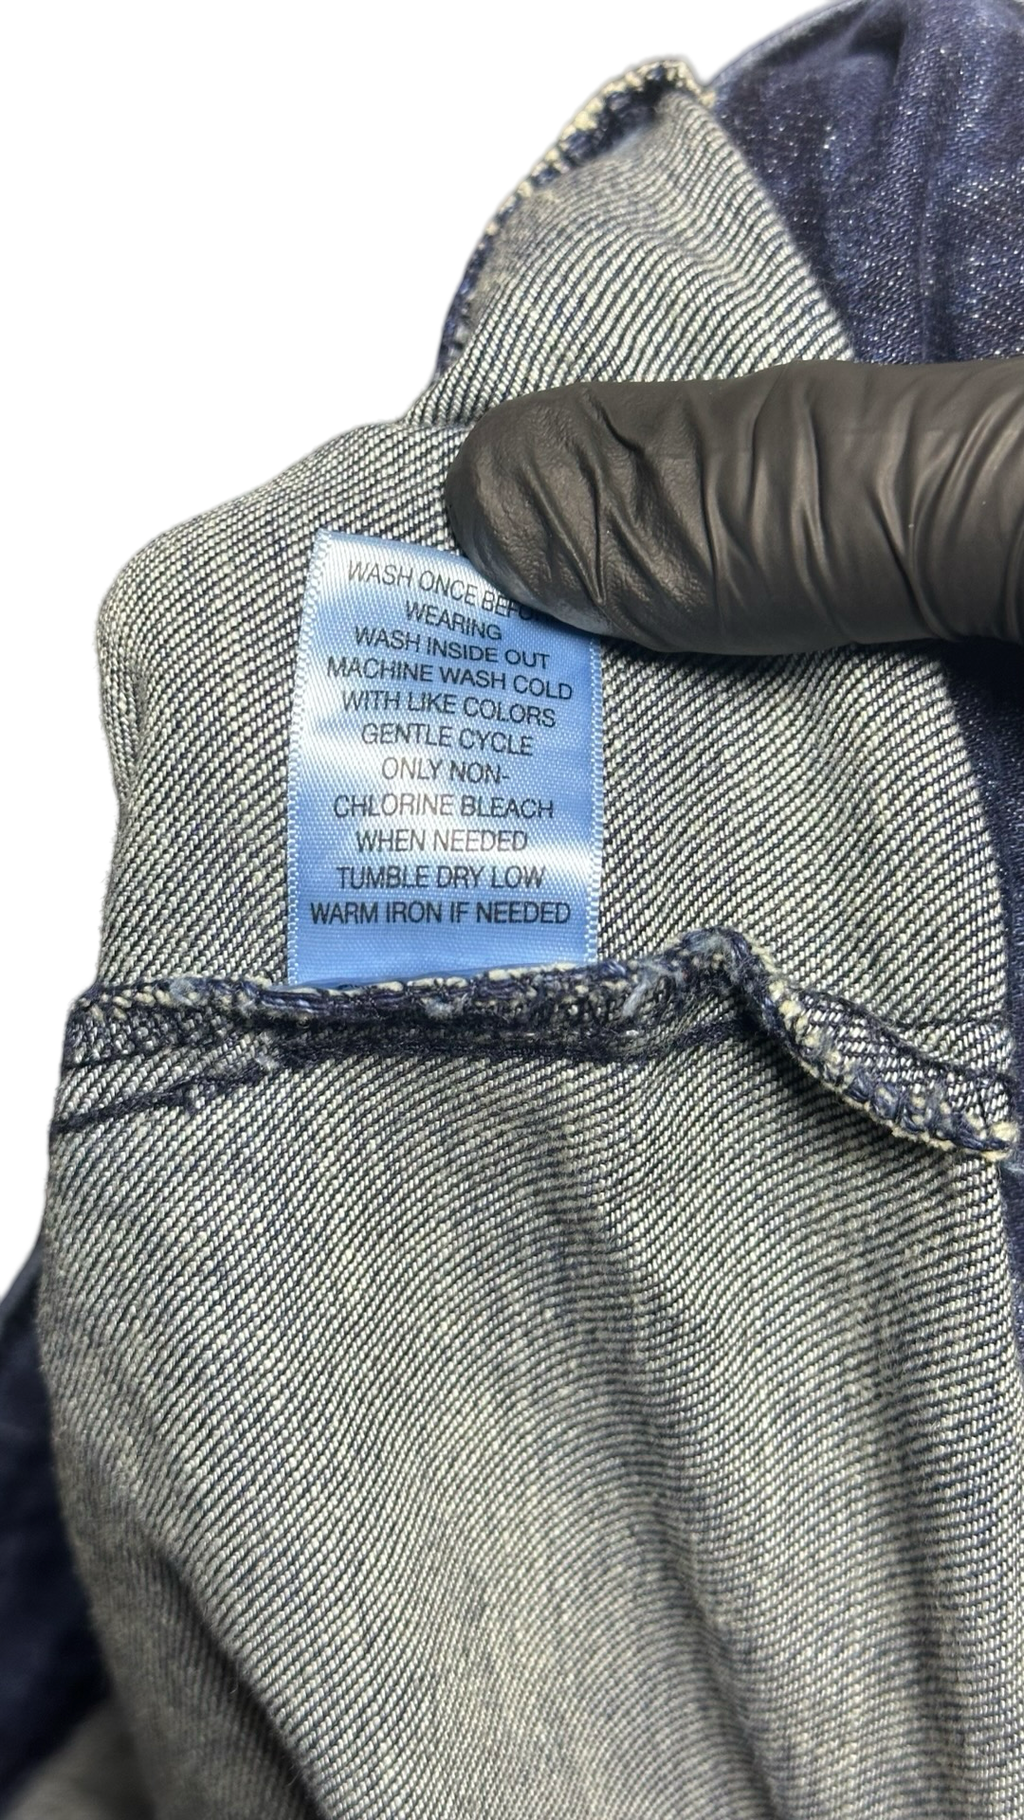 WASH ONCE BEFO
WEARING
WASH INSIDE OUT
MACHINE WASH COLD
WITH LIKE COLORS
GENTLE CYCLE
ONLY NON-
CHLORINE BLEACH
WHEN NEEDED
TUMBLE DRY LOW
WARM IRON IF NEEDED